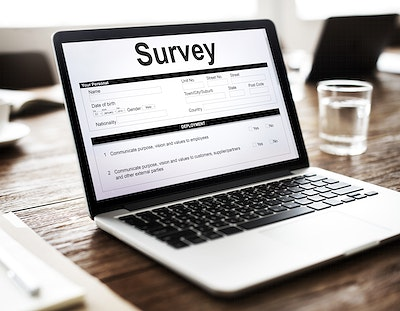 Survey
Your Personal
Name
Unit No. Street No. Street
Town/City/Suburb State Post Code
Date of birth
Gender
Country
Nationality
DEPLOYMENT
1 Communicate purpose, vision and values to employees Yes No
2 Communicate purpose, vision and values to customers, supplier/partners Yes No
and other external parties